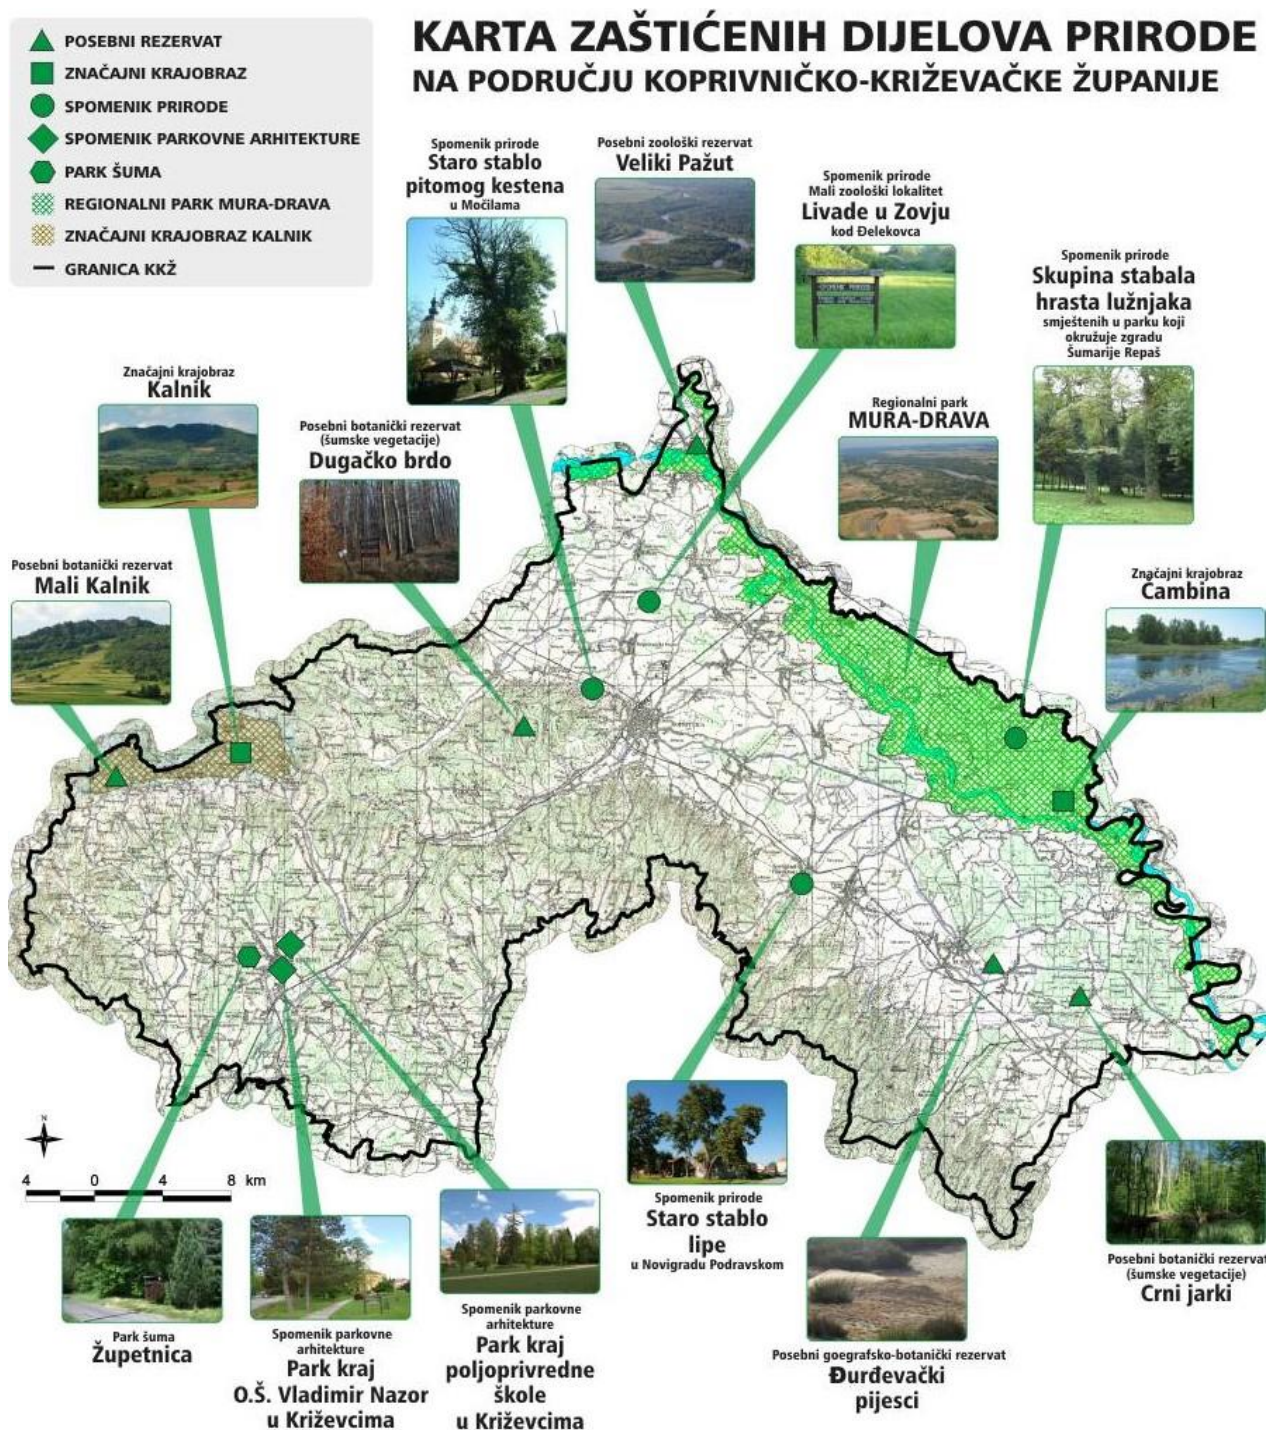 KARTA ZAŠTIĆENIH DIJELOVA PRIRODE
NA PODRUČJU KOPRIVNIČKO-KRIŽEVAČKE ŽUPANIJE
POSEBNI REZERVAT
ZNAČAJNI KRAJOBRAZ
SPOMENIK PRIRODE
SPOMENIK PARKOVNE ARHITEKTURE
PARK ŠUMA
REGIONALNI PARK MURA-DRAVA
ZNAČAJNI KRAJOBRAZ KALNIK
GRANICA KKŽ
Spomenik prirode
Staro stablo
pitomog kestena
u Močilama
Posebni zoološki rezervat
Veliki Pažut
Spomenik prirode
Mali zoološki lokalitet
Livade u Zovju
kod Đelekovca
Spomenik prirode
Skupina stabala
hrasta lužnjaka
smještenih u parku koji
okružuje zgradu
Šumarije Repaš
Značajni krajobraz
Kalnik
Posebni botanički rezervat
(šumske vegetacije)
Dugačko brdo
Regionalni park
MURA-DRAVA
Posebni botanički rezervat
Mali Kalnik
Značajni krajobraz
Čambina
N
4 0 4 8 km
Park šuma
Župetnica
Spomenik parkovne
arhitekture
Park kraj
O.Š. Vladimir Nazor
u Križevcima
Spomenik parkovne
arhitekture
Park kraj
poljoprivredne
škole
u Križevcima
Spomenik prirode
Staro stablo
lipe
u Novigradu Podravskom
Posebni goegrafsko-botanički rezervat
Đurđevački
pijesci
Posebni botanički rezervat
(šumske vegetacije)
Crni jarki